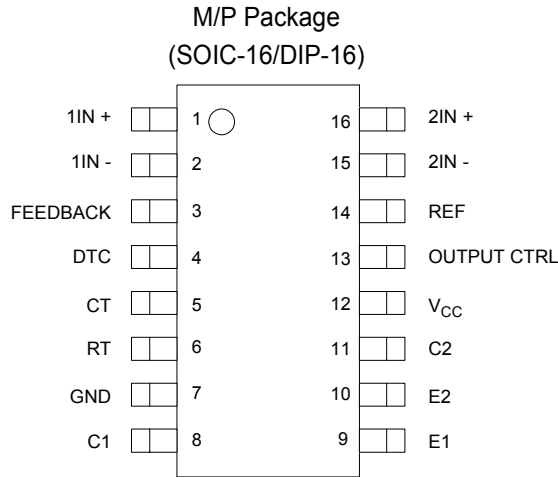 M/P Package
(SOIC-16/DIP-16)
1IN + 1 16 2IN +
1IN - 2 15 2IN -
FEEDBACK 3 14 REF
DTC 4 13 OUTPUT CTRL
CT 5 12 VCC
RT 6 11 C2
GND 7 10 E2
C1 8 9 E1